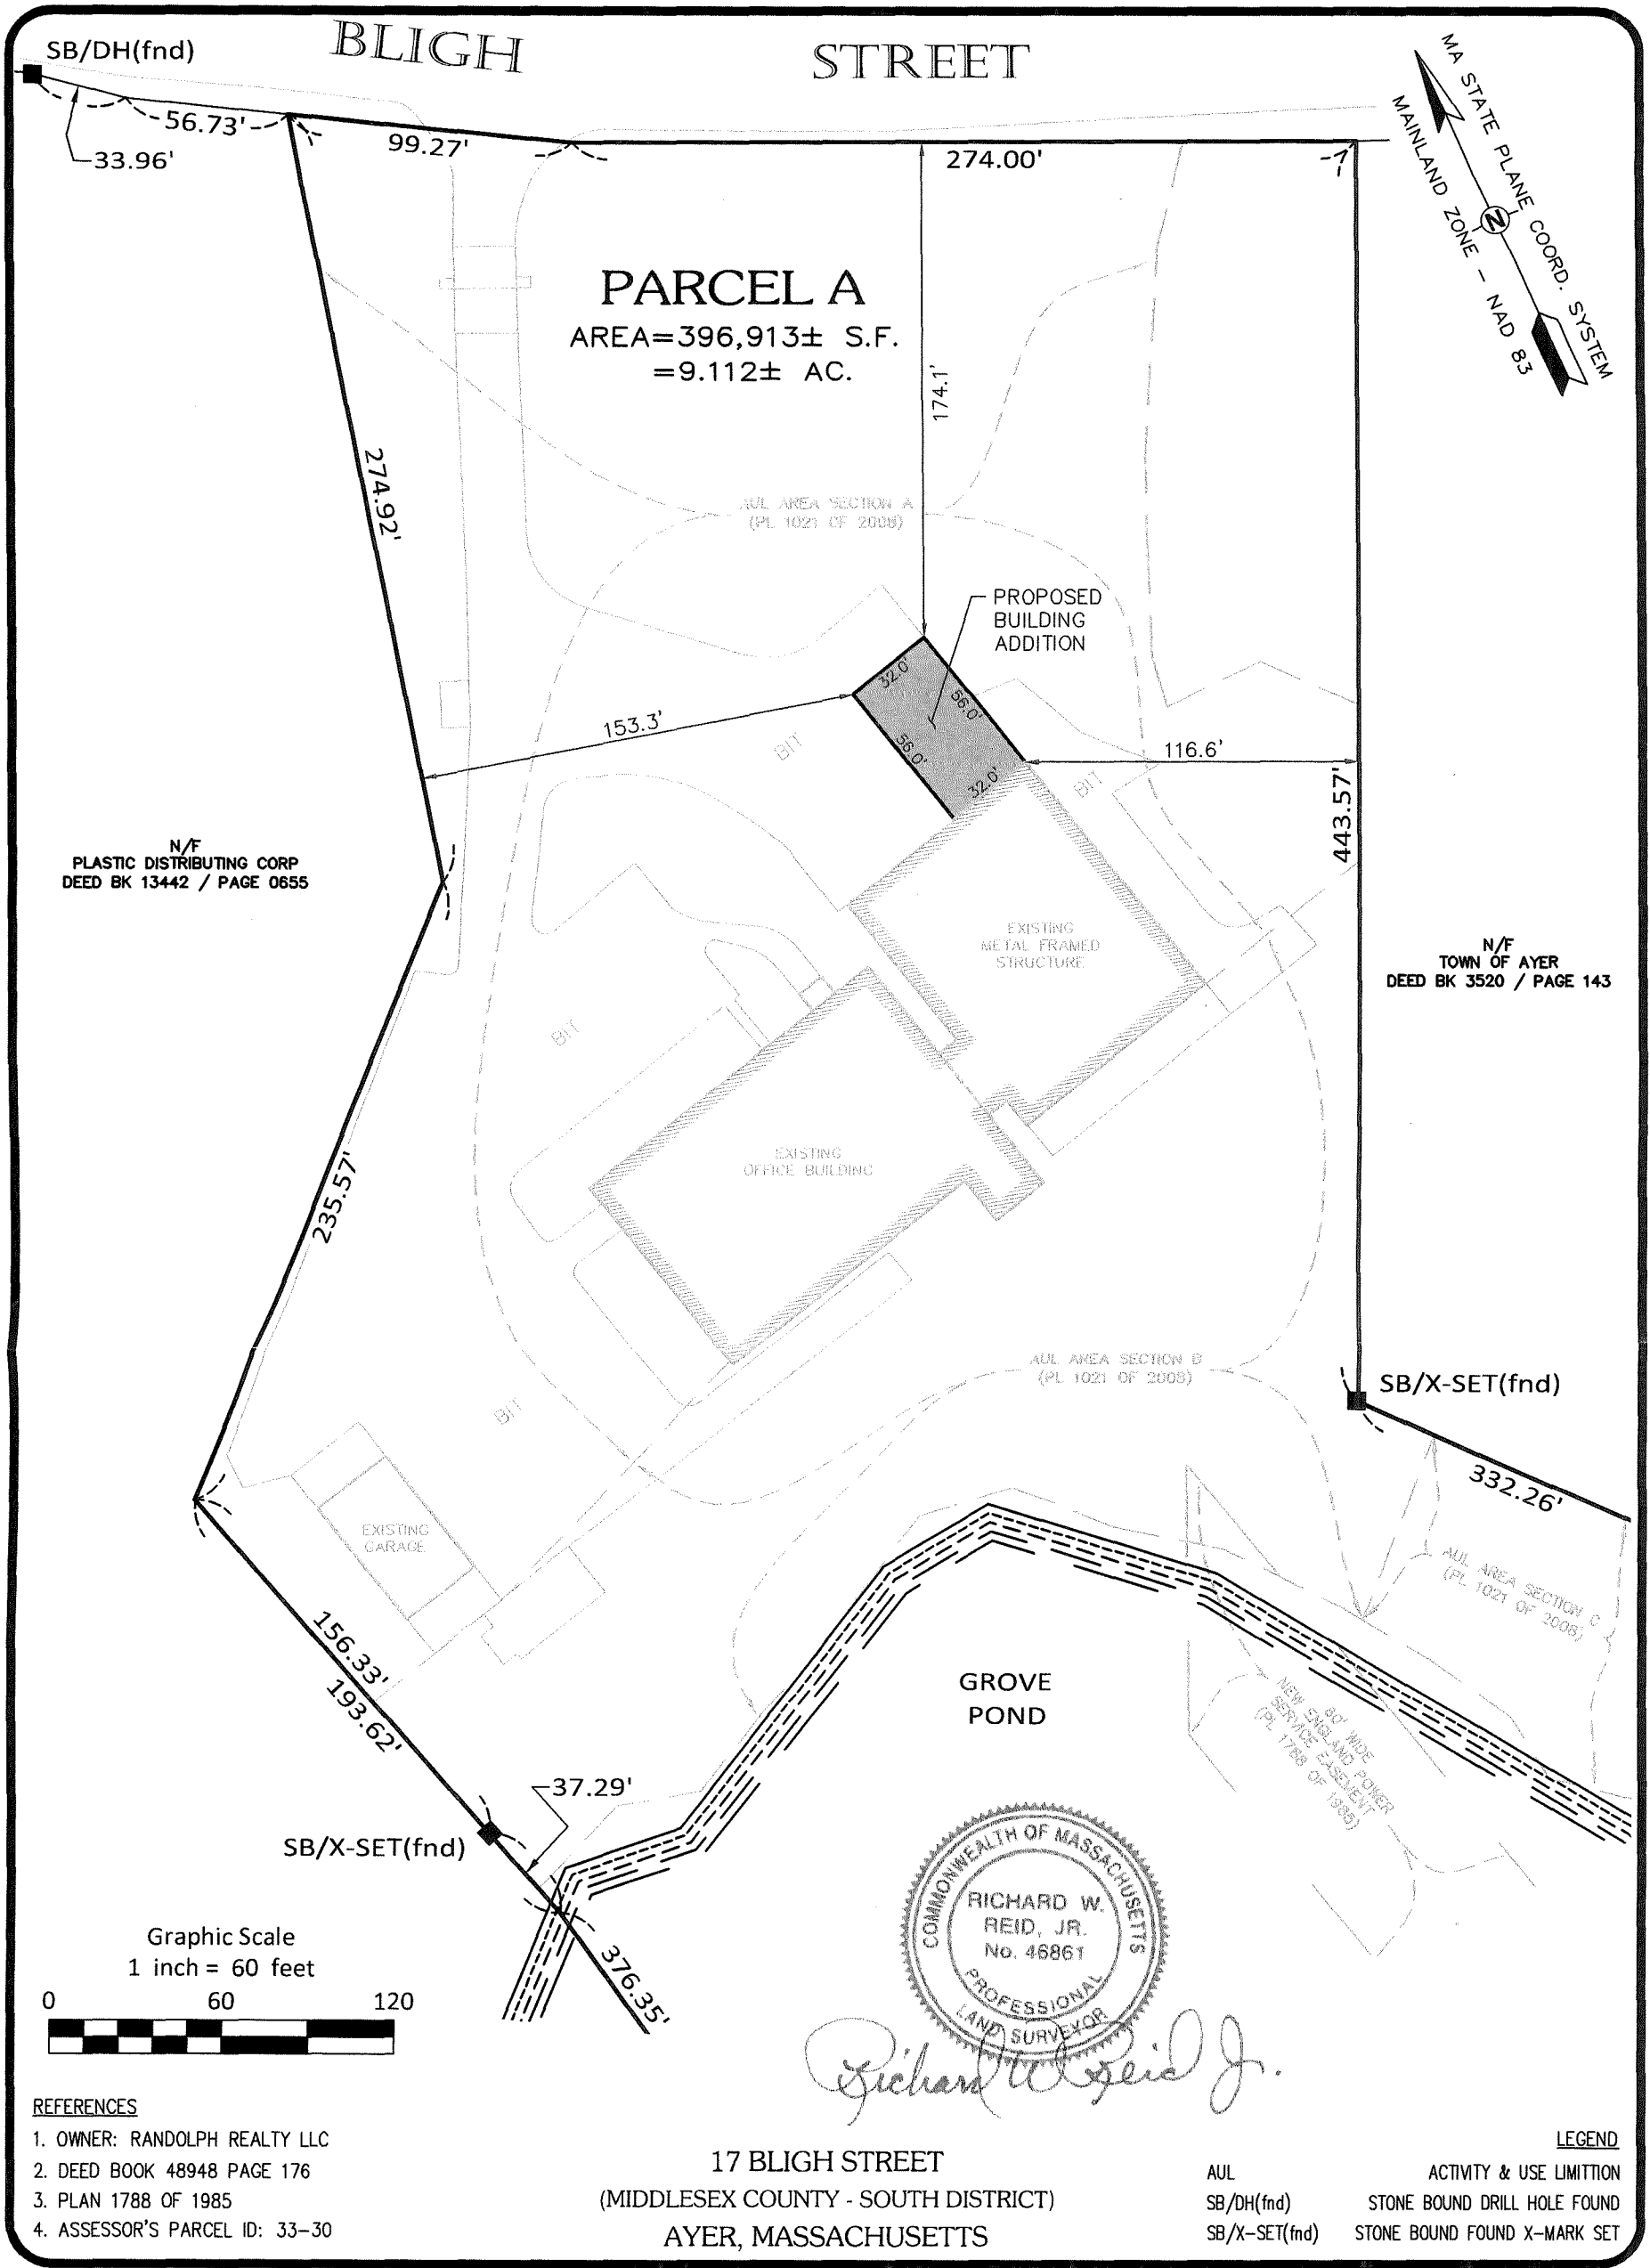 BLIGH STREET
SB/DH(fnd)
56.73'
33.96'
99.27'
274.00'
MA STATE PLANE COORD. SYSTEM
MAINLAND ZONE - NAD 83
N
PARCEL A
AREA=396,913± S.F.
=9.112± AC.
174.1'
274.92'
AUL AREA SECTION A
(PL 1021 OF 2008)
PROPOSED
BUILDING
ADDITION
32.0'
56.0'
56.0'
32.0'
153.3'
BIT
116.6'
BIT
443.57'
N/F
PLASTIC DISTRIBUTING CORP
DEED BK 13442 / PAGE 0655
EXISTING
METAL FRAMED
STRUCTURE
N/F
TOWN OF AYER
DEED BK 3520 / PAGE 143
BIT
EXISTING
OFFICE BUILDING
235.57'
AUL AREA SECTION B
(PL 1021 OF 2008)
SB/X-SET(fnd)
BIT
332.26'
EXISTING
GARAGE
AUL AREA SECTION C
(PL 1021 OF 2008)
156.33'
193.62'
GROVE
POND
80' WIDE
NEW ENGLAND POWER
SERVICE EASEMENT
(PL 1788 OF 1985)
37.29'
SB/X-SET(fnd)
376.35'
COMMONWEALTH OF MASSACHUSETTS
RICHARD W.
REID, JR.
No. 46861
PROFESSIONAL
LAND SURVEYOR
Richard W Reid Jr.
Graphic Scale
1 inch = 60 feet
0 60 120
REFERENCES
1. OWNER: RANDOLPH REALTY LLC
2. DEED BOOK 48948 PAGE 176
3. PLAN 1788 OF 1985
4. ASSESSOR'S PARCEL ID: 33-30
17 BLIGH STREET
(MIDDLESEX COUNTY - SOUTH DISTRICT)
AYER, MASSACHUSETTS
LEGEND
AUL ACTIVITY & USE LIMITTION
SB/DH(fnd) STONE BOUND DRILL HOLE FOUND
SB/X-SET(fnd) STONE BOUND FOUND X-MARK SET